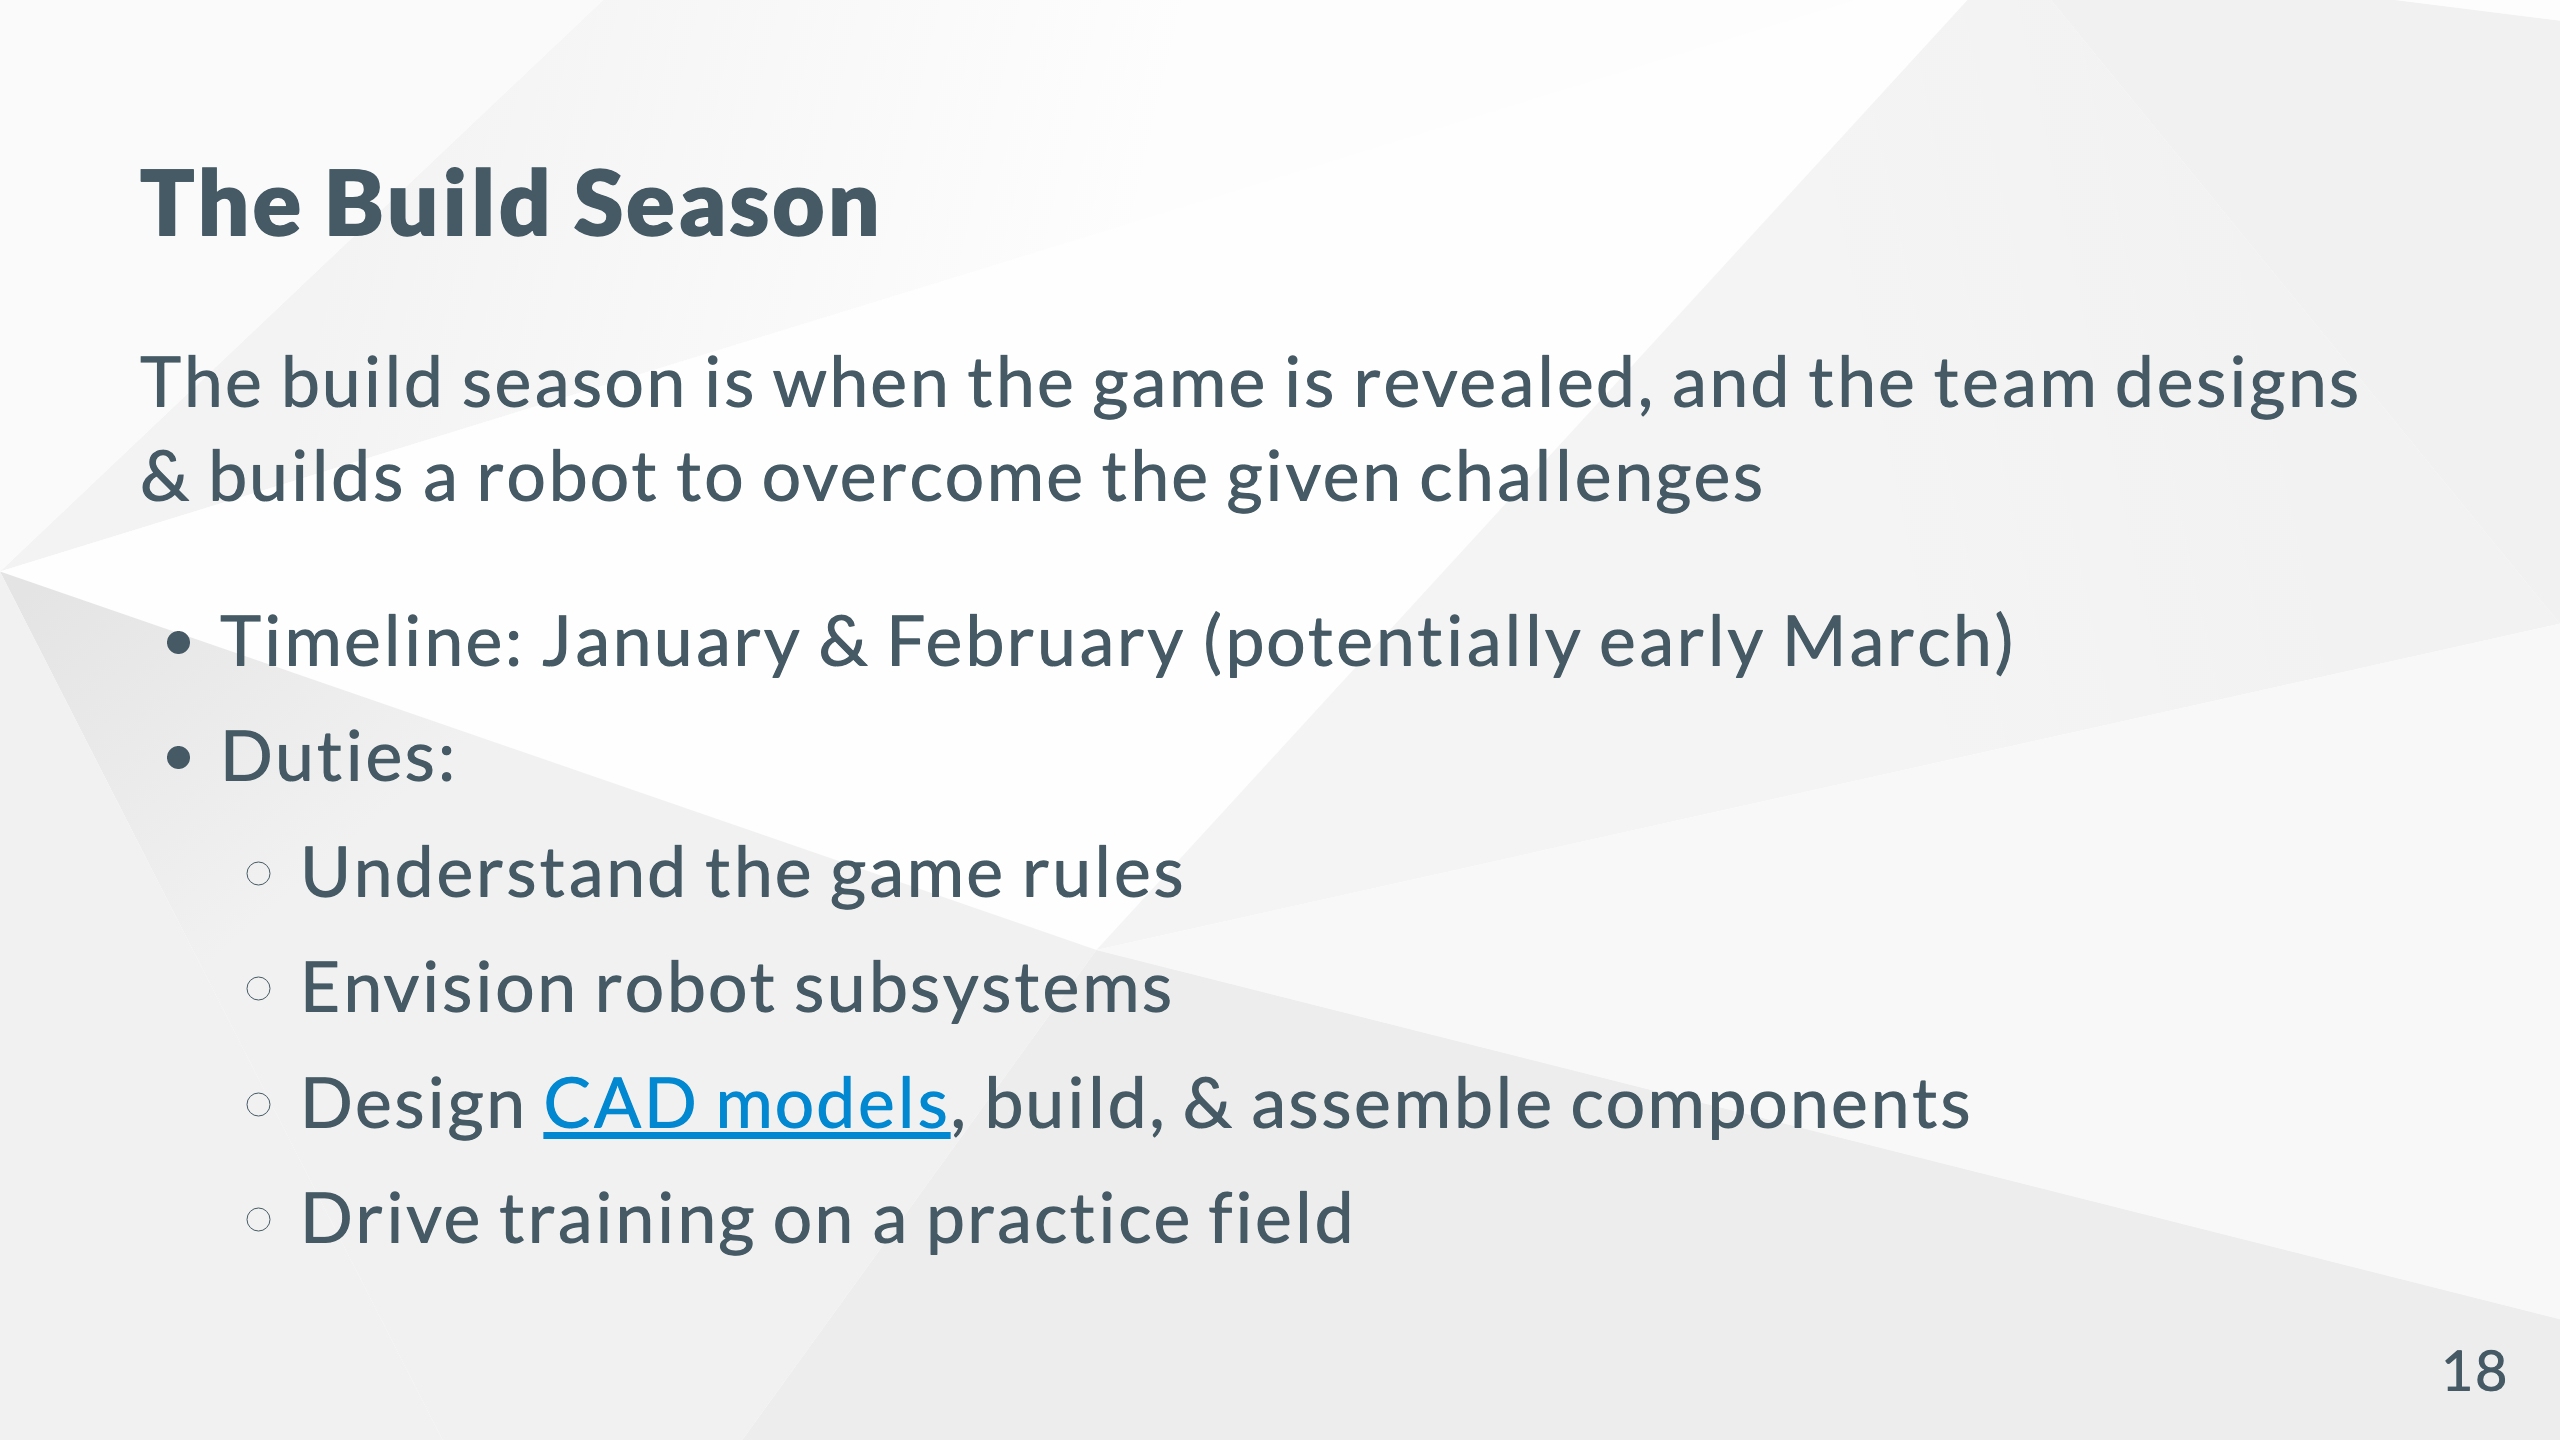 The Build Season
The build season is when the game is revealed, and the team designs
& builds a robot to overcome the given challenges
• Timeline: January & February (potentially early March)
• Duties:
○ Understand the game rules
○ Envision robot subsystems
○ Design CAD models, build, & assemble components
○ Drive training on a practice field
18